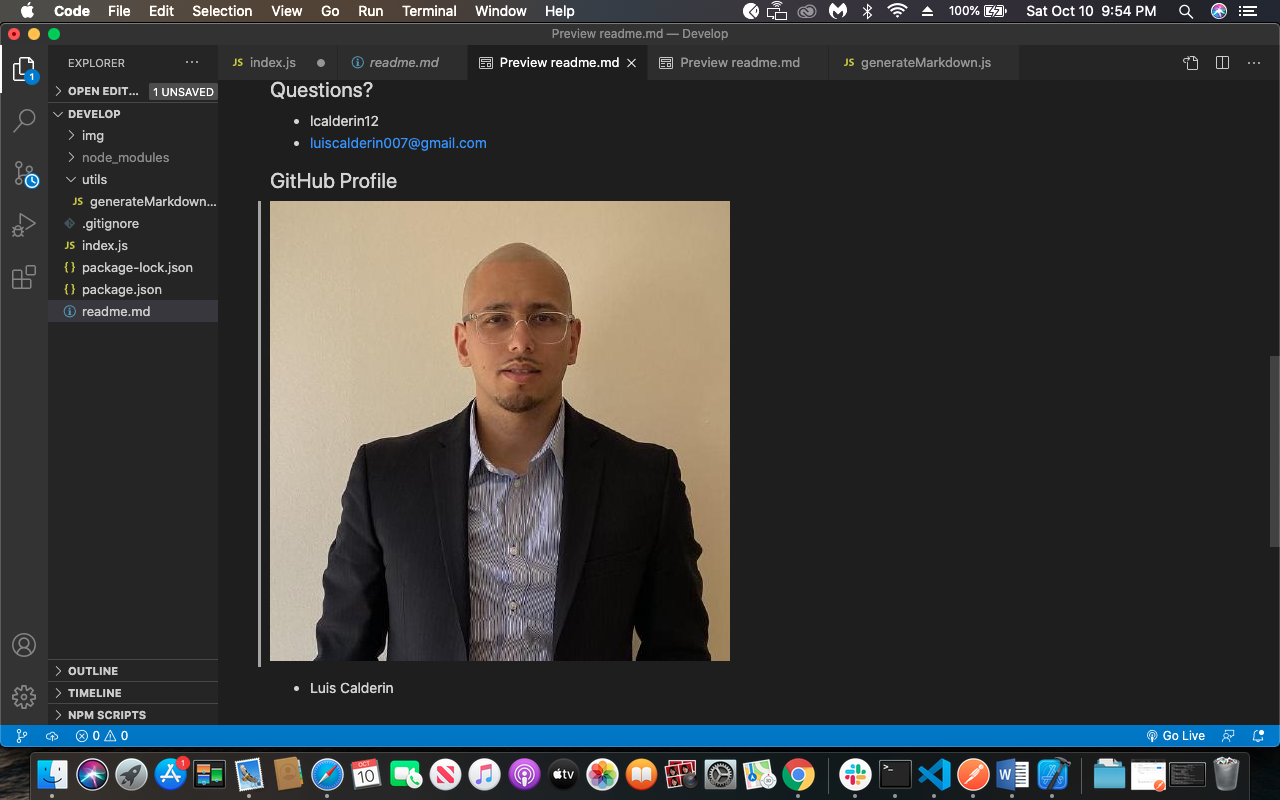 Code File Edit Selection View Go Run Terminal Window Help 100% Sat Oct 10 9:54 PM
Preview readme.md — Develop
EXPLORER ···
JS index.js
readme.md
Preview readme.md
Preview readme.md
JS generateMarkdown.js
OPEN EDIT... 1 UNSAVED
DEVELOP
img
node_modules
utils
JS generateMarkdown...
.gitignore
JS index.js
{} package-lock.json
{} package.json
readme.md
OUTLINE
TIMELINE
NPM SCRIPTS
1
Questions?
lcalderin12
luiscalderin007@gmail.com
GitHub Profile
Luis Calderin
0 0 Go Live
1
OCT
10
tv
W